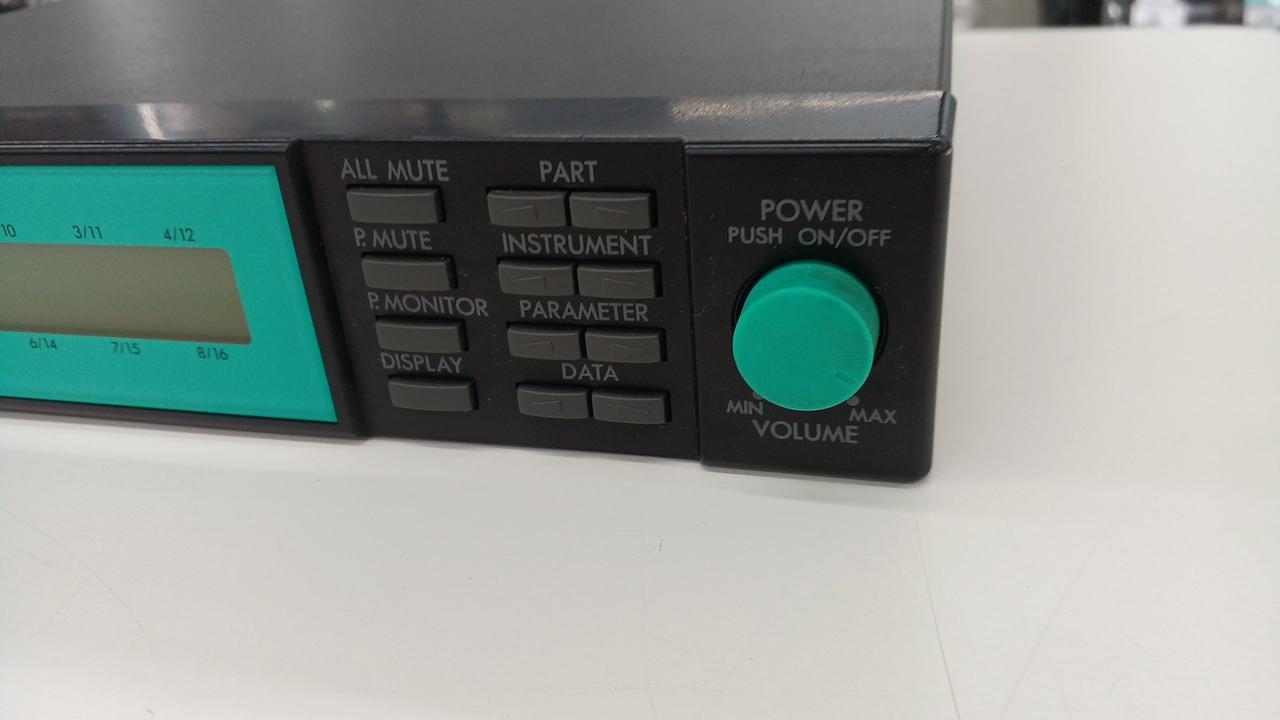 10 3/11 4/12
6/14 7/15 8/16
ALL MUTE
P. MUTE
P. MONITOR
DISPLAY
PART
INSTRUMENT
PARAMETER
DATA
POWER
PUSH ON/OFF
MIN MAX
VOLUME